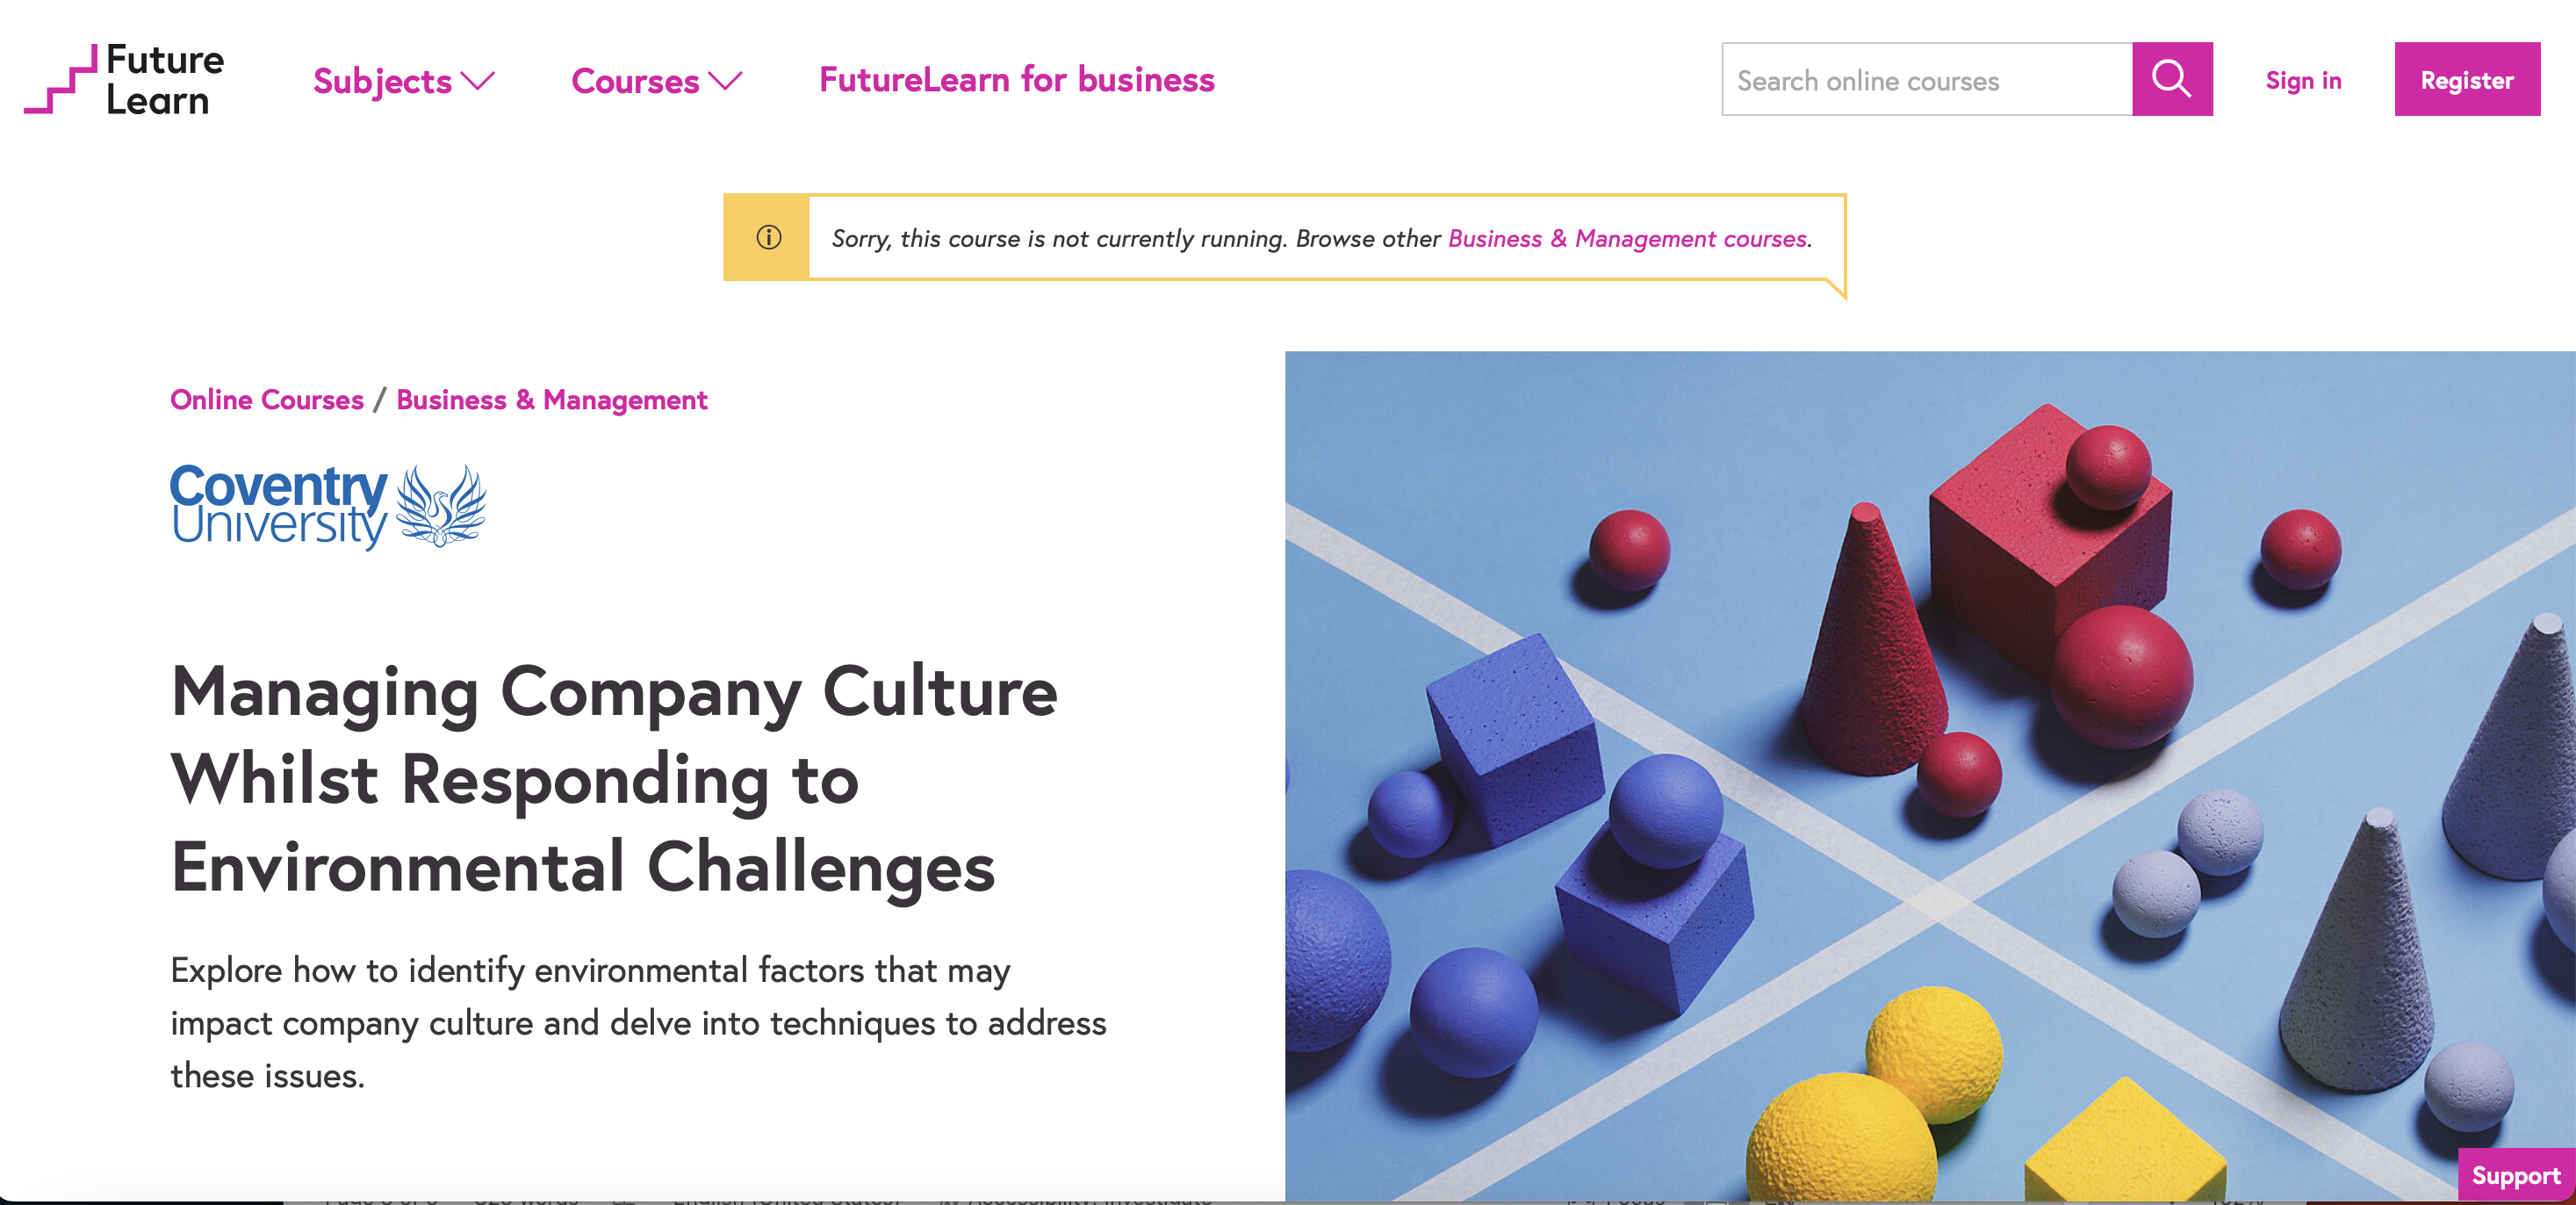 Future
Learn
Subjects
Courses
FutureLearn for business
Search online courses
Sign in
Register
Sorry, this course is not currently running. Browse other Business & Management courses.
Online Courses / Business & Management
Coventry
University
Managing Company Culture
Whilst Responding to
Environmental Challenges
Explore how to identify environmental factors that may
impact company culture and delve into techniques to address
these issues.
Support